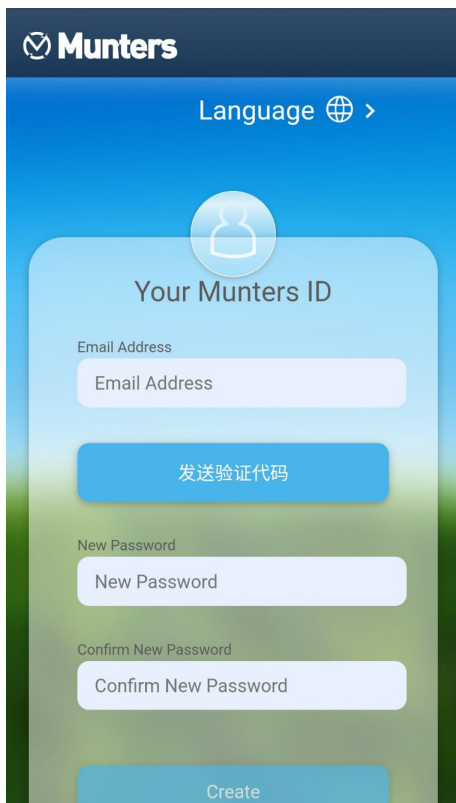 Munters
Language
Your Munters ID
Email Address
Email Address
发送验证代码
New Password
New Password
Confirm New Password
Confirm New Password
Create